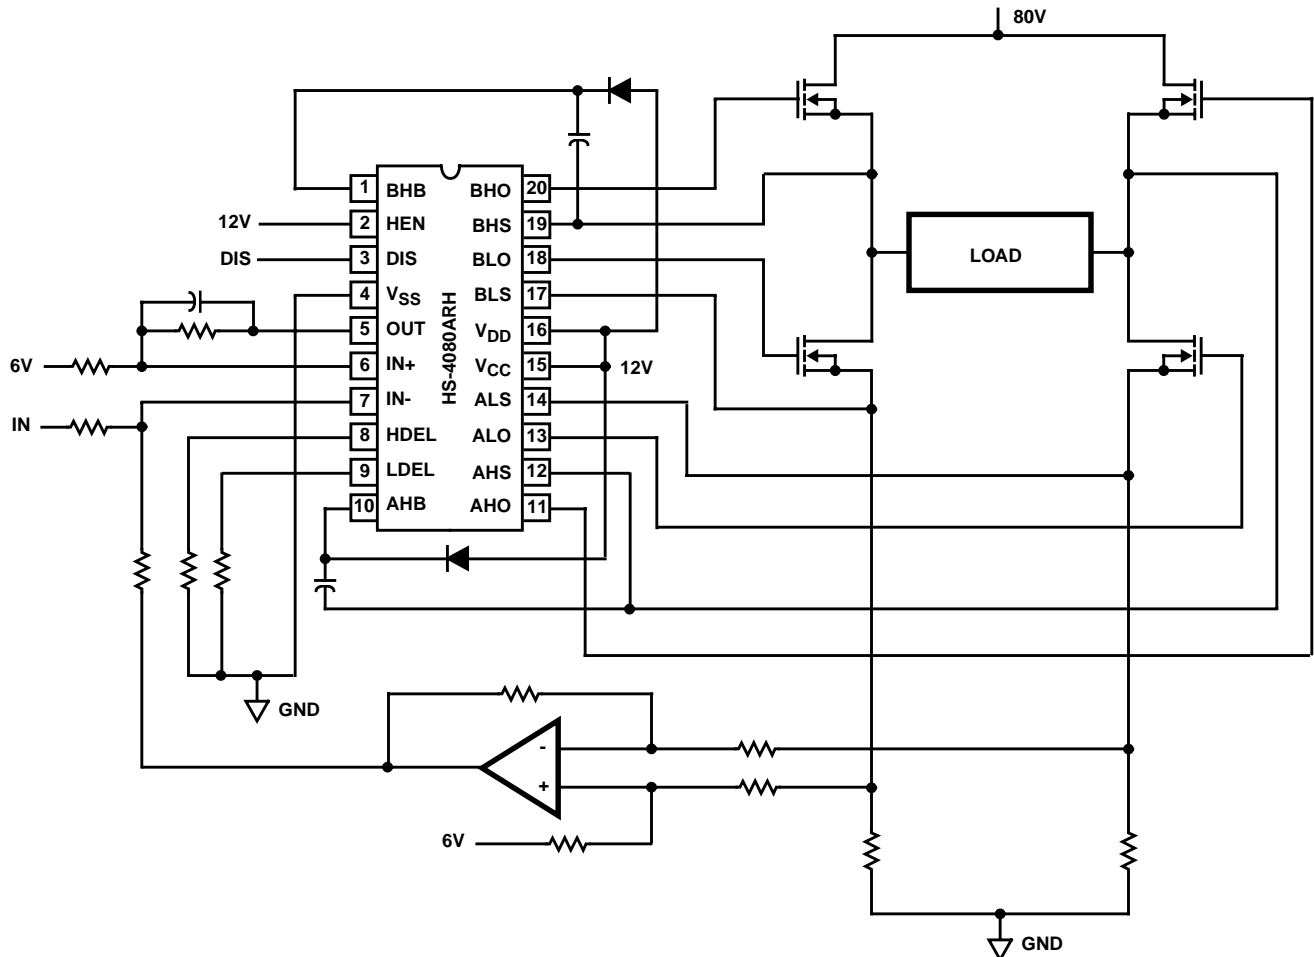 80V
1 BHB BHO 20
12V 2 HEN BHS 19
DIS 3 DIS BLO 18
4 VSS BLS 17
5 OUT VDD 16
6V 6 IN+ VCC 15 12V
IN 7 IN- ALS 14
8 HDEL ALO 13
9 LDEL AHS 12
10 AHB AHO 11
HS-4080ARH
LOAD
GND
-
+
6V
GND